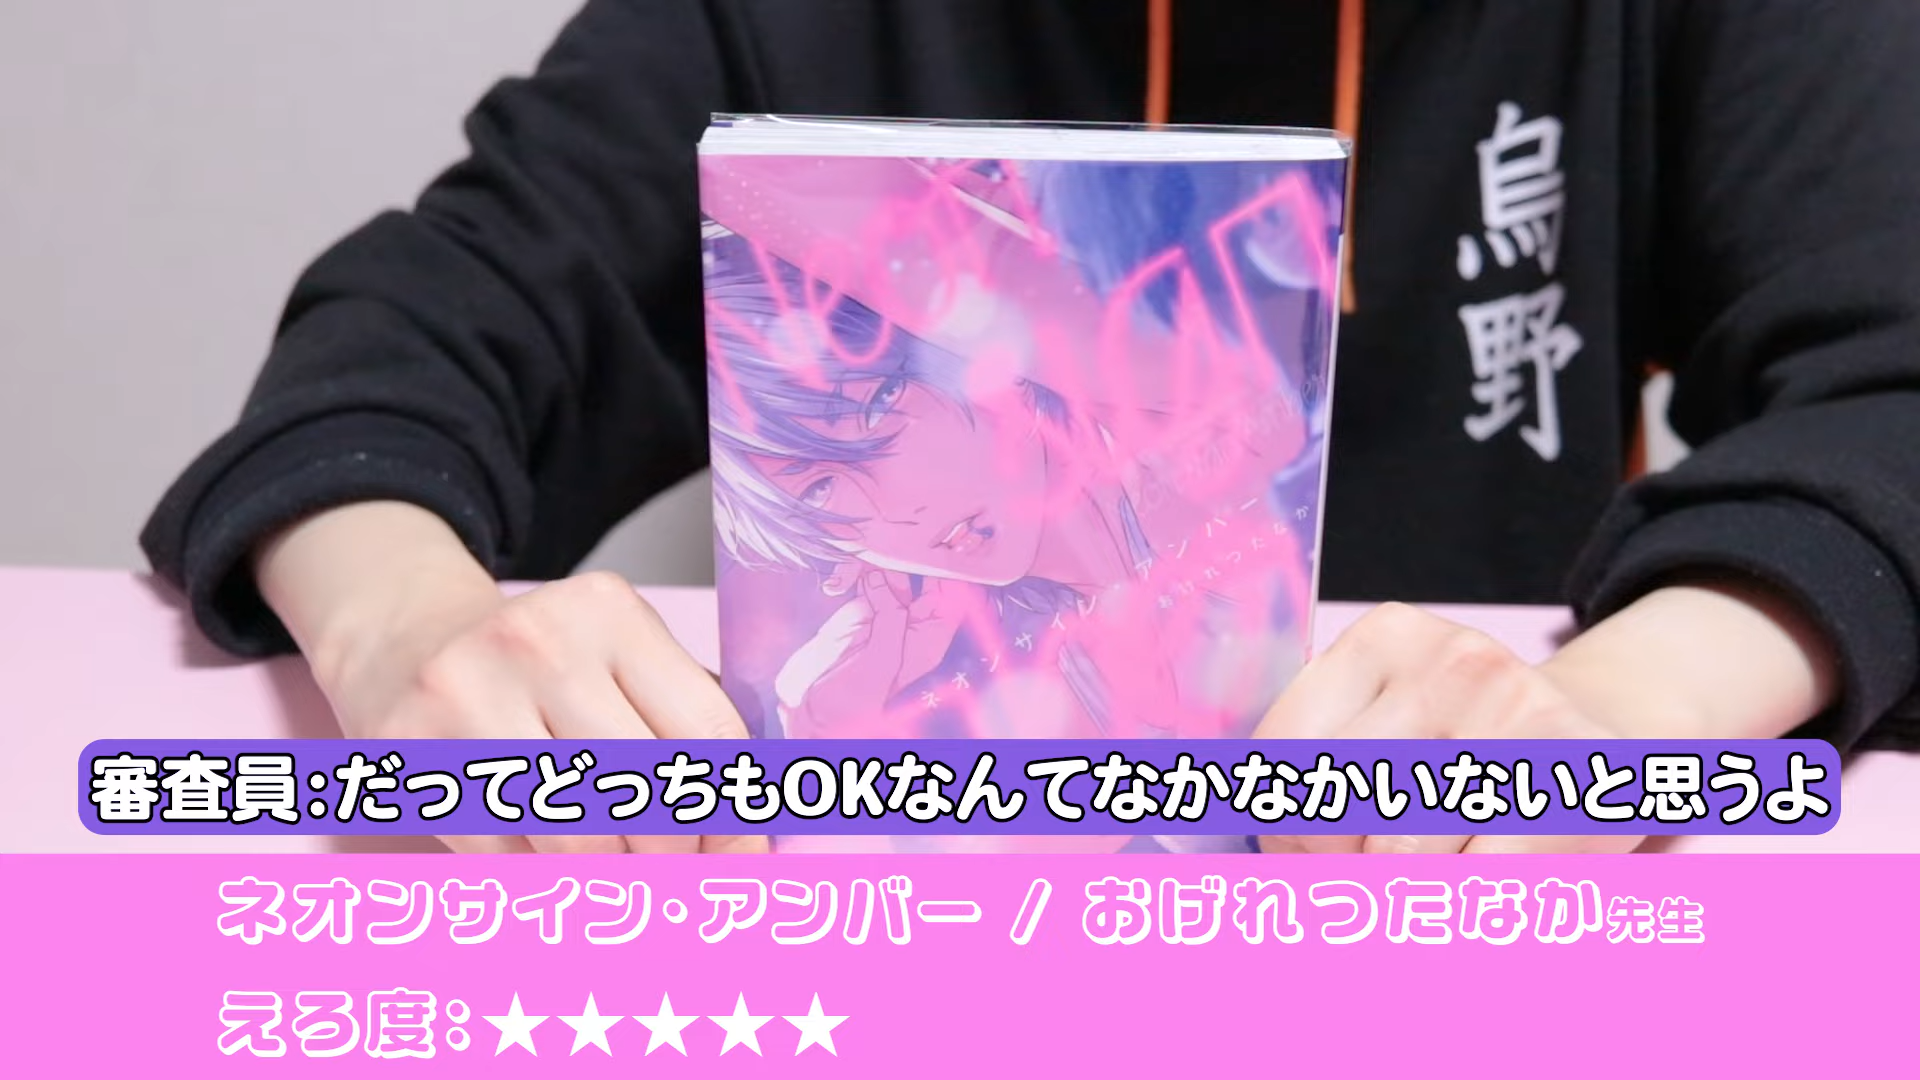 烏野
ネオンサイン・アンバー
おげれつたなか
審査員：だってどっちもOKなんてなかなかいないと思うよ
ネオンサイン・アンバー / おげれつたなか先生
えろ度：★★★★★